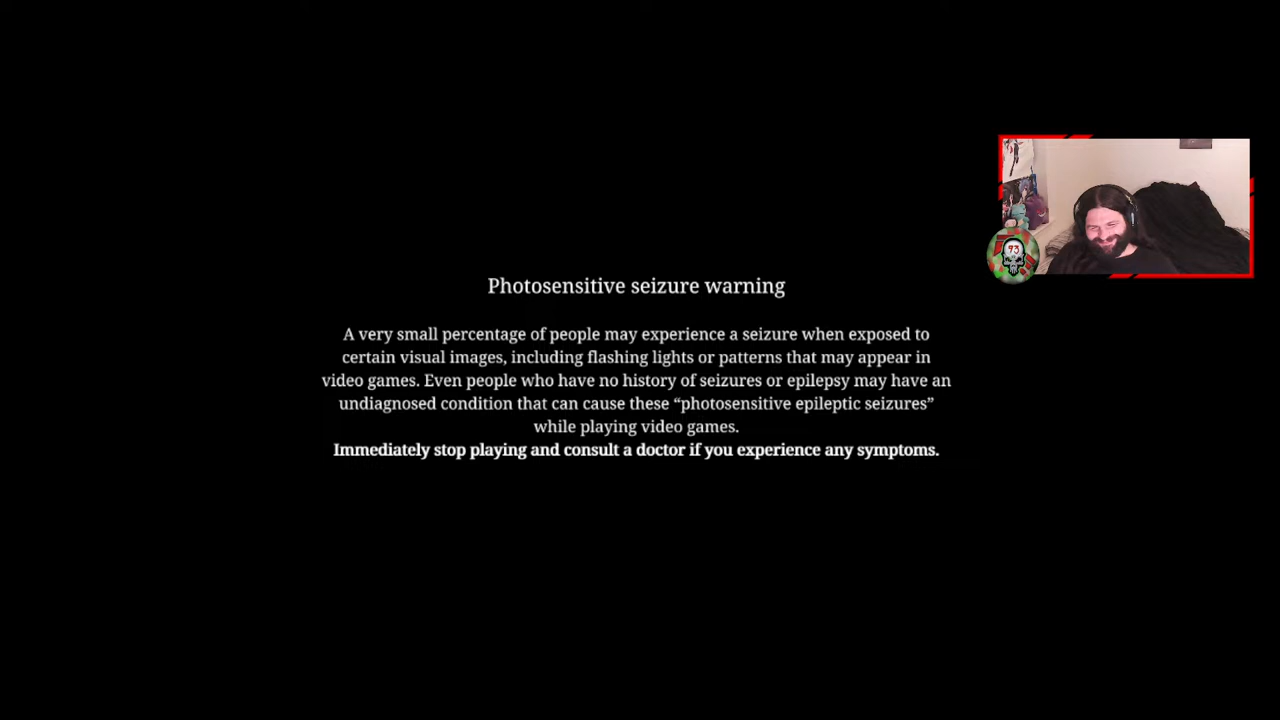 Photosensitive seizure warning
A very small percentage of people may experience a seizure when exposed to
certain visual images, including flashing lights or patterns that may appear in
video games. Even people who have no history of seizures or epilepsy may have an
undiagnosed condition that can cause these “photosensitive epileptic seizures”
while playing video games.
Immediately stop playing and consult a doctor if you experience any symptoms.
93